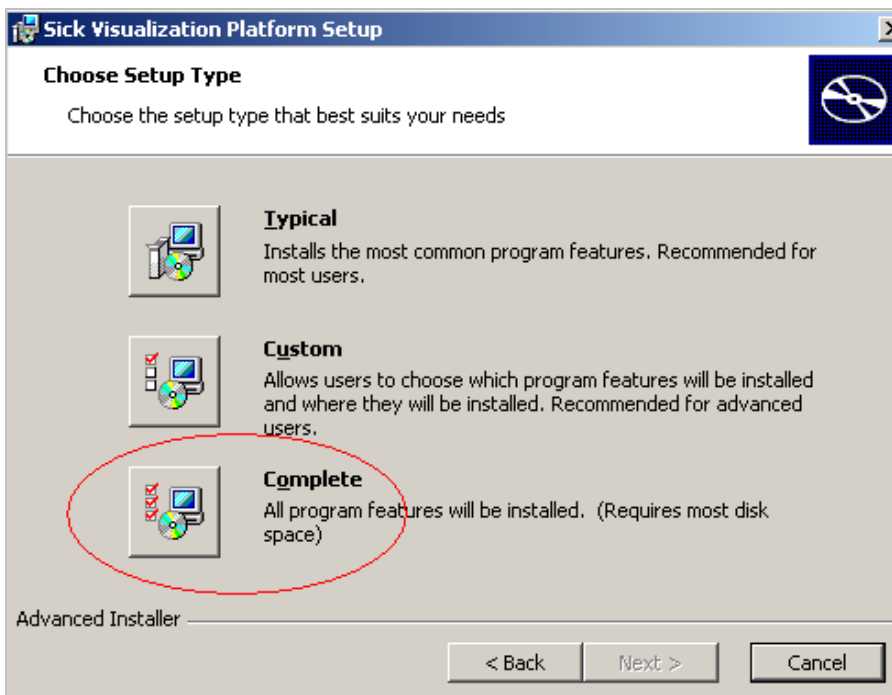 Sick Visualization Platform Setup
Choose Setup Type
Choose the setup type that best suits your needs
Typical
Installs the most common program features. Recommended for
most users.
Custom
Allows users to choose which program features will be installed
and where they will be installed. Recommended for advanced
users.
Complete
All program features will be installed. (Requires most disk
space)
Advanced Installer
< Back Next > Cancel